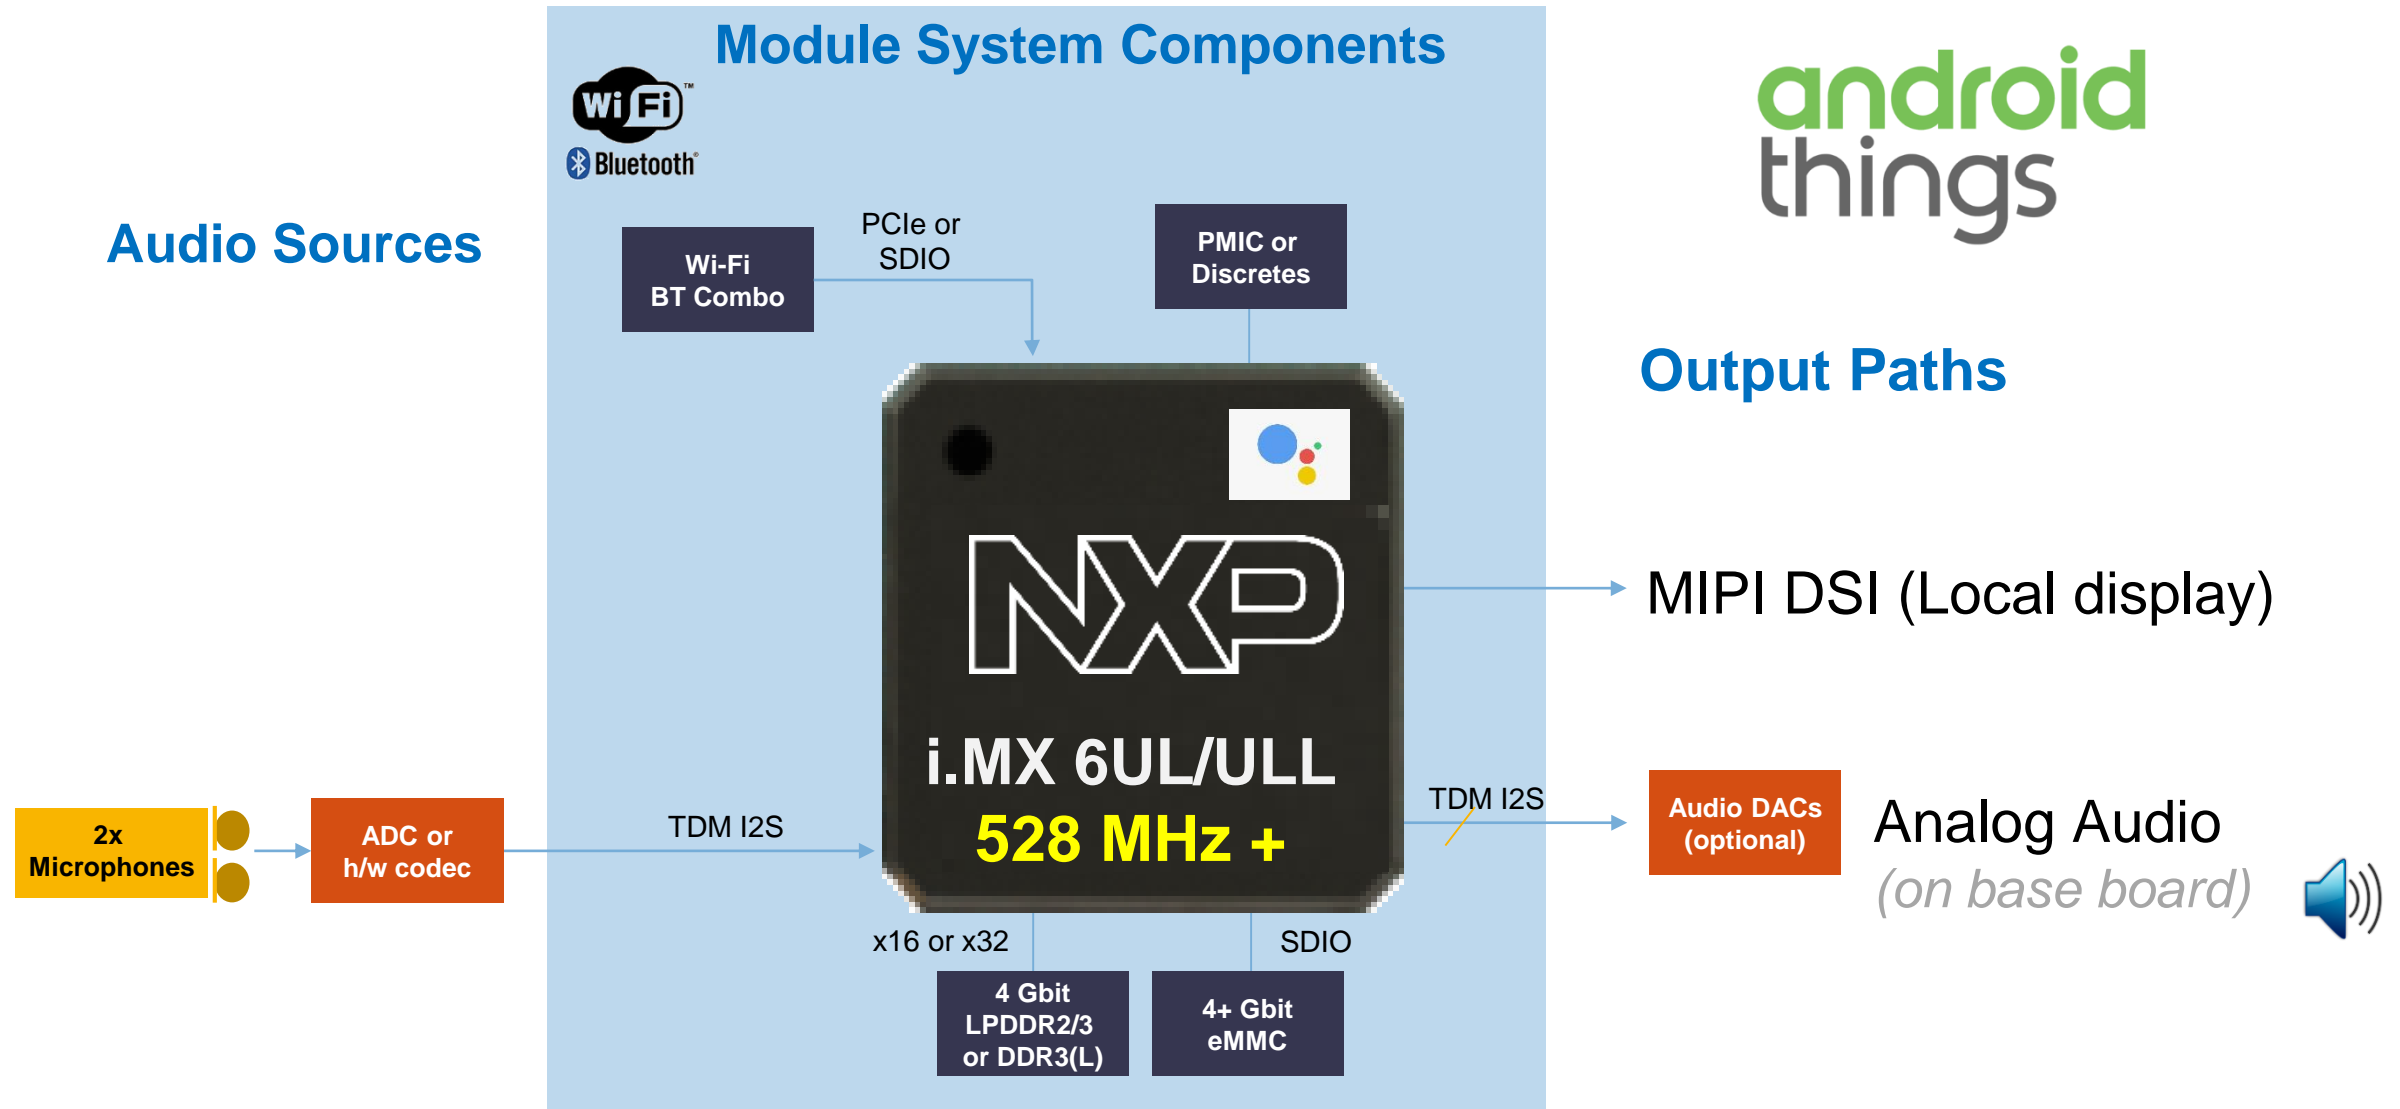 Module System Components
WiFi™
Bluetooth®
android
things
Audio Sources
PCIe or
SDIO
Wi-Fi
BT Combo
PMIC or
Discretes
Output Paths
NXP
MIPI DSI (Local display)
i.MX 6UL/ULL
528 MHz +
2x
Microphones
ADC or
h/w codec
TDM I2S
TDM I2S
Audio DACs
(optional)
Analog Audio
(on base board)
x16 or x32
SDIO
4 Gbit
LPDDR2/3
or DDR3(L)
4+ Gbit
eMMC